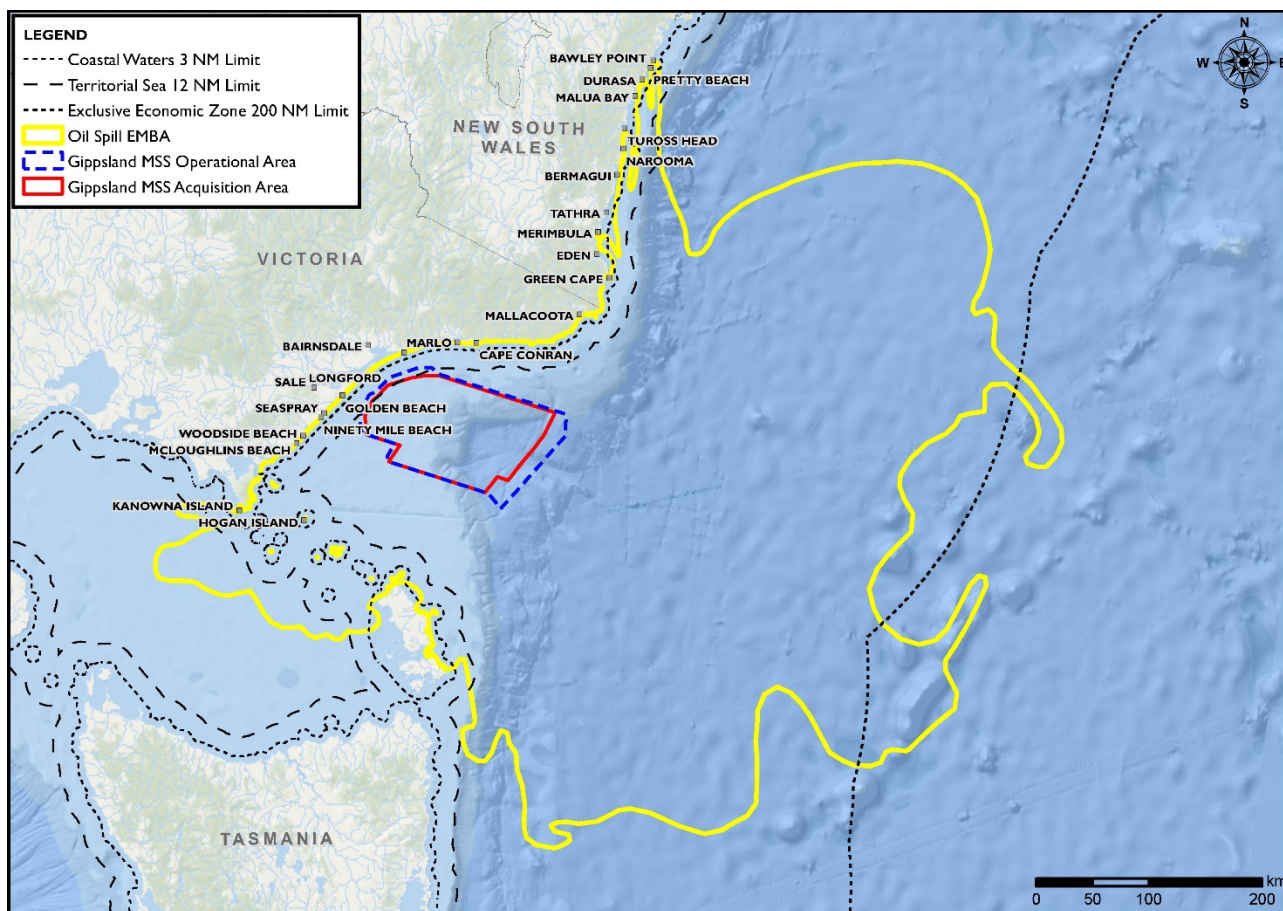 LEGEND
Coastal Waters 3 NM Limit
Territorial Sea 12 NM Limit
Exclusive Economic Zone 200 NM Limit
Oil Spill EMBA
Gippsland MSS Operational Area
Gippsland MSS Acquisition Area
N
W
E
S
BAWLEY POINT
PRETTY BEACH
DURASA
MALUA BAY
NEW SOUTH
WALES
TUROSS HEAD
NAROOMA
BERMAGUI
TATHRA
MERIMBULA
EDEN
VICTORIA
GREEN CAPE
MALLACOOTA
MARLO
BAIRNSDALE
CAPE CONRAN
SALE
LONGFORD
GOLDEN BEACH
SEASPRAY
NINETY MILE BEACH
WOODSIDE BEACH
MCLOUGHLINS BEACH
KANOWNA ISLAND
HOGAN ISLAND
TASMANIA
km
0 50 100 200